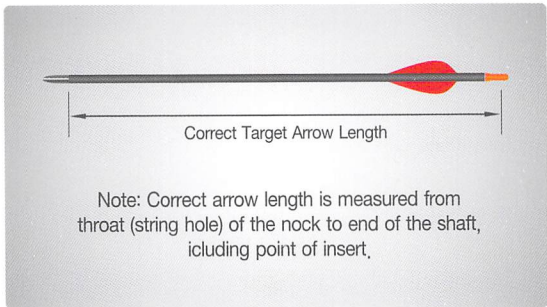 Correct Target Arrow Length
Note: Correct arrow length is measured from
throat (string hole) of the nock to end of the shaft,
icluding point of insert.